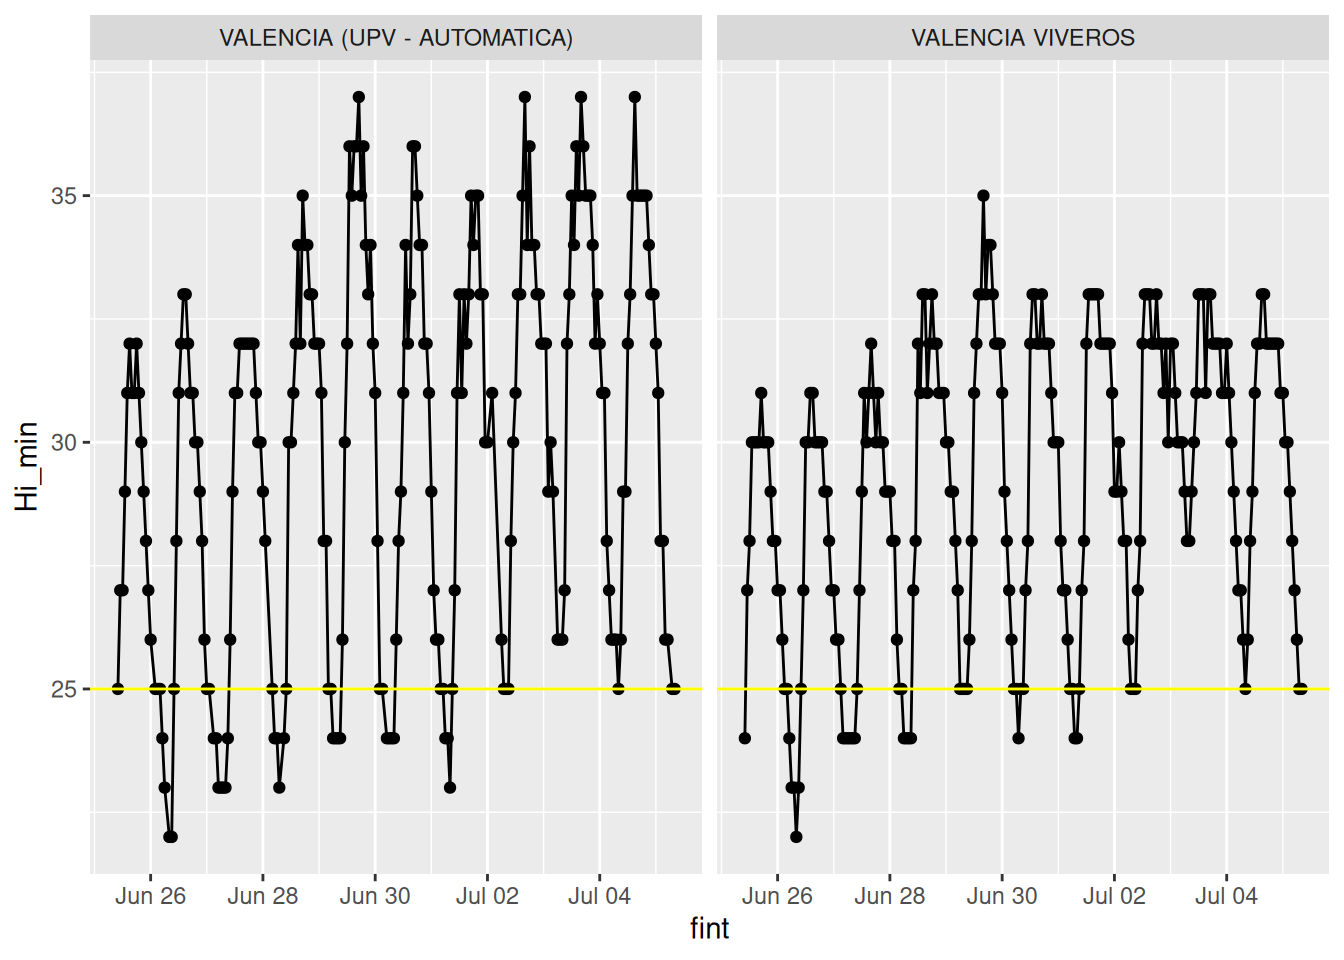 VALENCIA (UPV - AUTOMATICA)
VALENCIA VIVEROS
35
30
25
Hi_min
Jun 26
Jun 28
Jun 30
Jul 02
Jul 04
Jun 26
Jun 28
Jun 30
Jul 02
Jul 04
fint